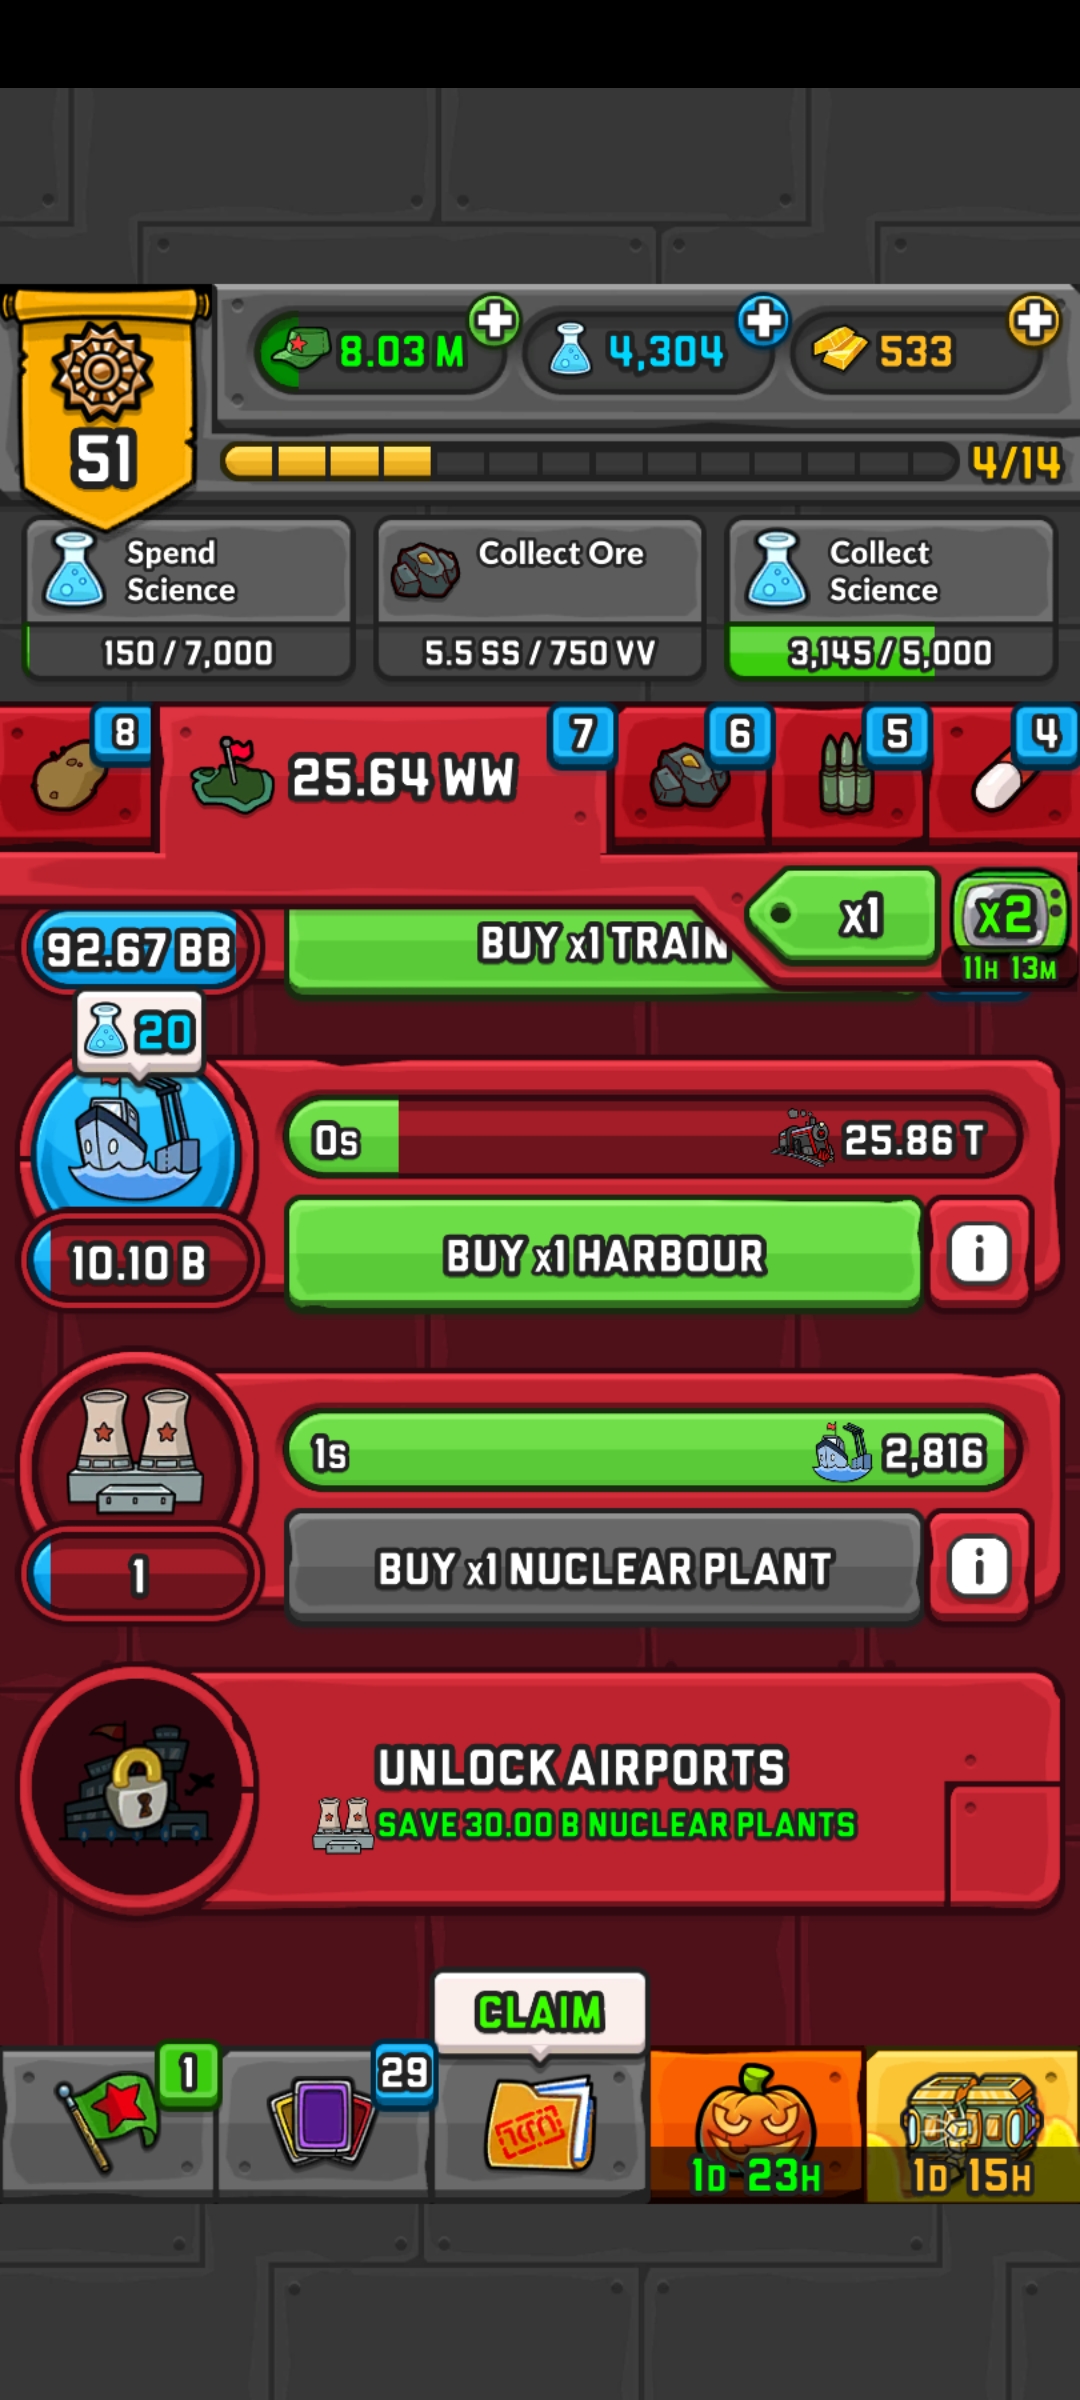 8.03 M
4,304
533
51
4/14
Spend
Science
150 / 7,000
Collect Ore
5.5 SS / 750 VV
Collect
Science
3,145 / 5,000
8
25.64 WW
7
6
5
4
x1
x2
11H 13M
92.67 BB
BUY x1 TRAIN
20
0s
25.86 T
10.10 B
BUY x1 HARBOUR
i
1s
2,816
1
BUY x1 NUCLEAR PLANT
i
UNLOCK AIRPORTS
SAVE 30.00 B NUCLEAR PLANTS
CLAIM
1
29
1D 23H
1D 15H